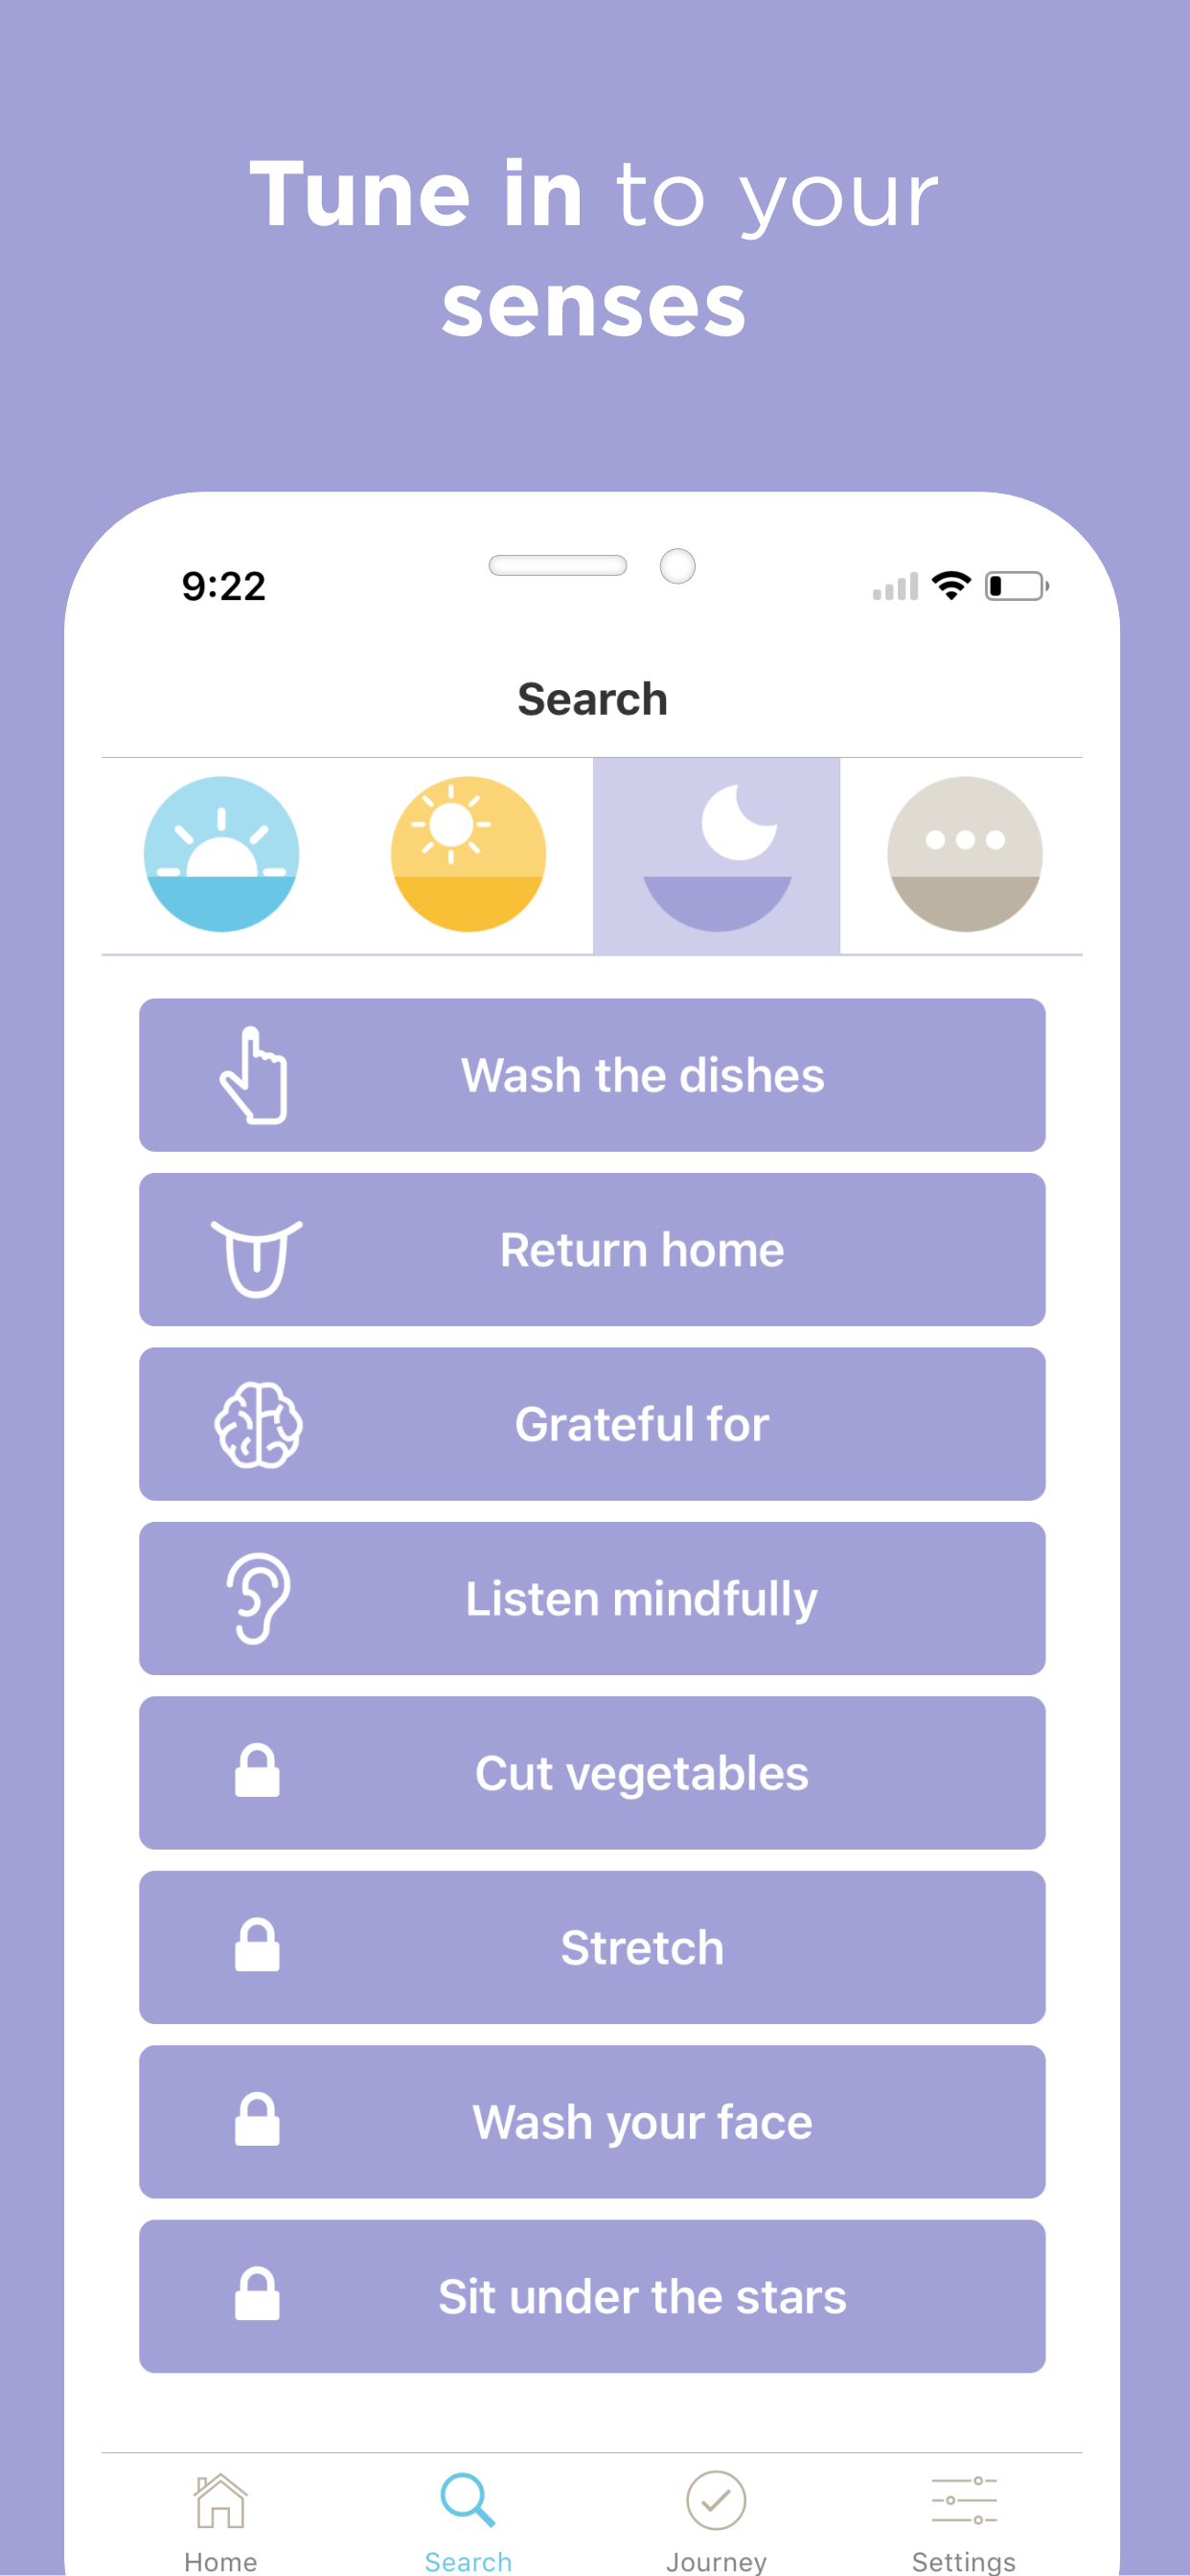 Tune in to your
senses
9:22
Search
Wash the dishes
Return home
Grateful for
Listen mindfully
Cut vegetables
Stretch
Wash your face
Sit under the stars
Home
Search
Journey
Settings